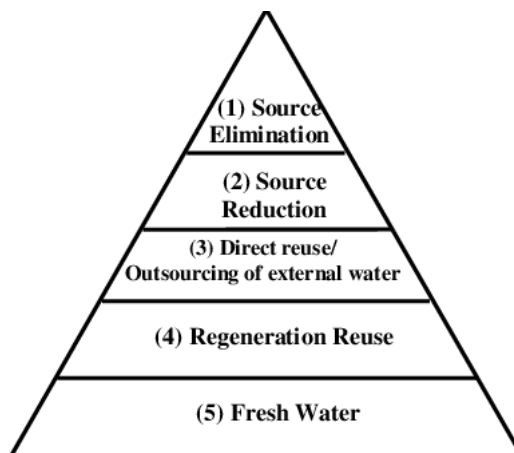 (1) Source
Elimination
(2) Source
Reduction
(3) Direct reuse/
Outsourcing of external water
(4) Regeneration Reuse
(5) Fresh Water